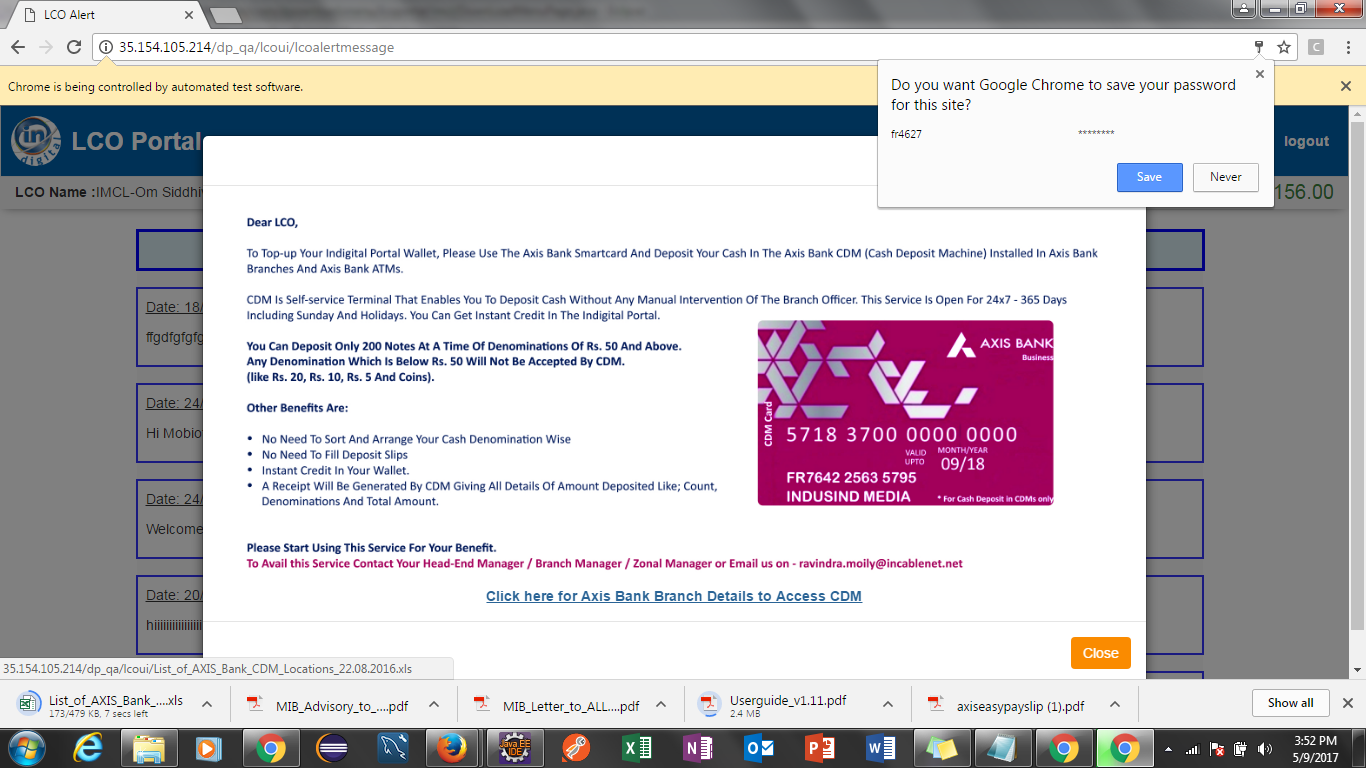 LCO Alert
35.154.105.214/dp_qa/lcoui/lcoalertmessage
Chrome is being controlled by automated test software.
Do you want Google Chrome to save your password
for this site?
fr4627 ********
Save Never
in
digital
LCO Portal
logout
LCO Name :IMCL-Om Siddhiv
156.00
Date: 18/
ffgdfgfgfg
Date: 24/
Hi Mobio
Date: 24/
Welcome
Date: 20/
hiiiiiiiiiiiiiiii
Dear LCO,
To Top-up Your Indigital Portal Wallet, Please Use The Axis Bank Smartcard And Deposit Your Cash In The Axis Bank CDM (Cash Deposit Machine) Installed In Axis Bank
Branches And Axis Bank ATMs.
CDM Is Self-service Terminal That Enables You To Deposit Cash Without Any Manual Intervention Of The Branch Officer. This Service Is Open For 24x7 - 365 Days
Including Sunday And Holidays. You Can Get Instant Credit In The Indigital Portal.
You Can Deposit Only 200 Notes At A Time Of Denominations Of Rs. 50 And Above.
Any Denomination Which Is Below Rs. 50 Will Not Be Accepted By CDM.
(like Rs. 20, Rs. 10, Rs. 5 And Coins).
Other Benefits Are:
• No Need To Sort And Arrange Your Cash Denomination Wise
• No Need To Fill Deposit Slips
• Instant Credit In Your Wallet.
• A Receipt Will Be Generated By CDM Giving All Details Of Amount Deposited Like; Count,
Denominations And Total Amount.
AXIS BANK
Business
CDM Card
5718 3700 0000 0000
VALID UPTO
MONTH/YEAR
09/18
FR7642 2563 5795
INDUSIND MEDIA
* For Cash Deposit in CDMs only
Please Start Using This Service For Your Benefit.
To Avail this Service Contact Your Head-End Manager / Branch Manager / Zonal Manager or Email us on - ravindra.moily@incablenet.net
Click here for Axis Bank Branch Details to Access CDM
Close
35.154.105.214/dp_qa/lcoui/List_of_AXIS_Bank_CDM_Locations_22.08.2016.xls
List_of_AXIS_Bank_....xls
173/479 KB, 7 secs left
MIB_Advisory_to_....pdf
MIB_Letter_to_ALL....pdf
Userguide_v1.11.pdf
2.4 MB
axiseasypayslip (1).pdf
Show all
Java EE
IDE
3:52 PM
5/9/2017